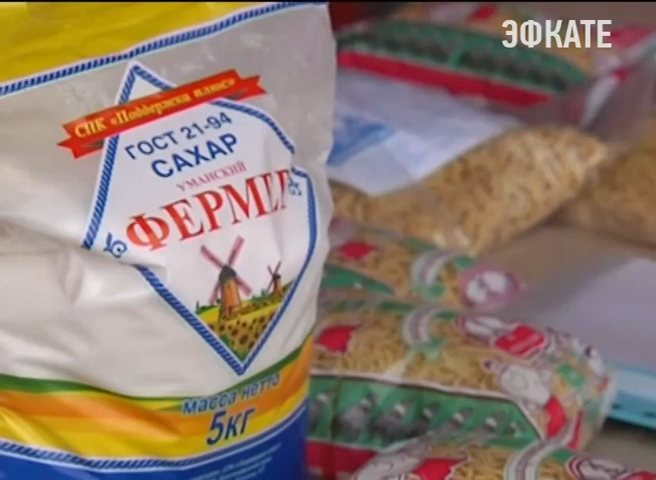 ЭФКАТЕ
СПК «Поддержка плюс»
ГОСТ 21-94
САХАР
УМАНСКИЙ
ФЕРМЕР
Масса нетто
5кг